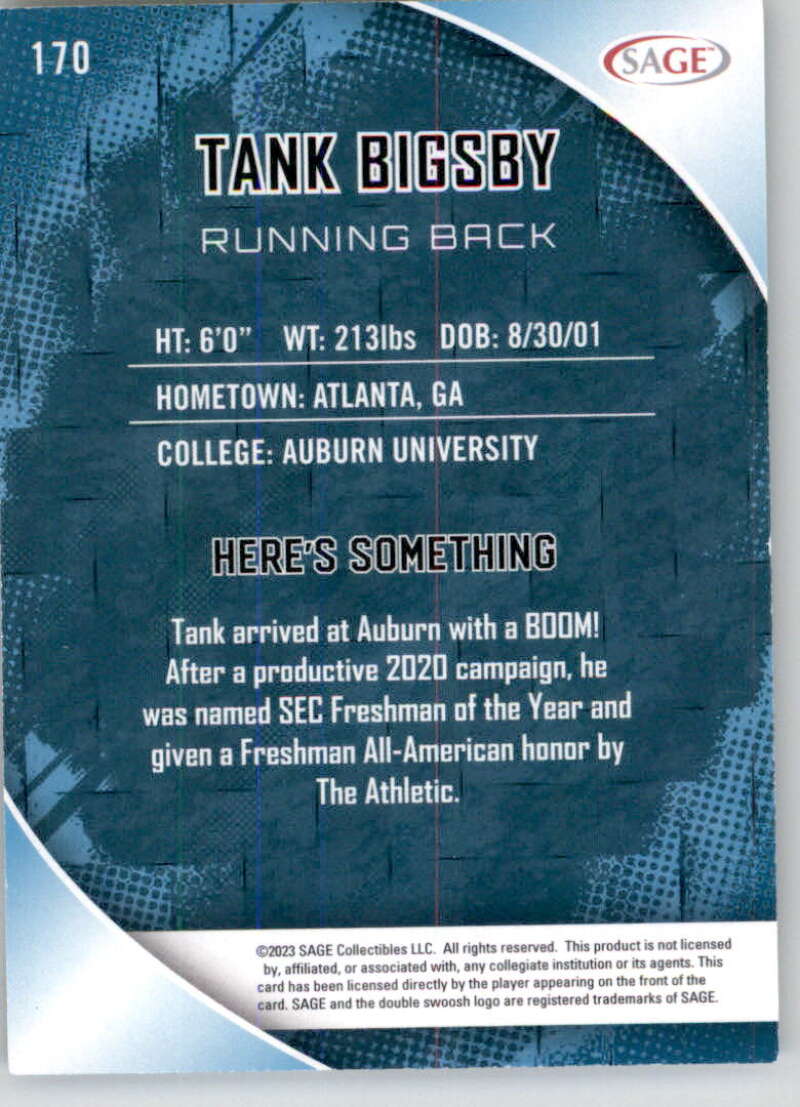 170
SAGE™
TANK BIGSBY
RUNNING BACK
HT: 6'0" WT: 213lbs DOB: 8/30/01
HOMETOWN: ATLANTA, GA
COLLEGE: AUBURN UNIVERSITY
HERE'S SOMETHING
Tank arrived at Auburn with a BOOM!
After a productive 2020 campaign, he
was named SEC Freshman of the Year and
given a Freshman All-American honor by
The Athletic.
©2023 SAGE Collectibles LLC. All rights reserved. This product is not licensed
by, affiliated, or associated with, any collegiate institution or its agents. This
card has been licensed directly by the player appearing on the front of the
card. SAGE and the double swoosh logo are registered trademarks of SAGE.